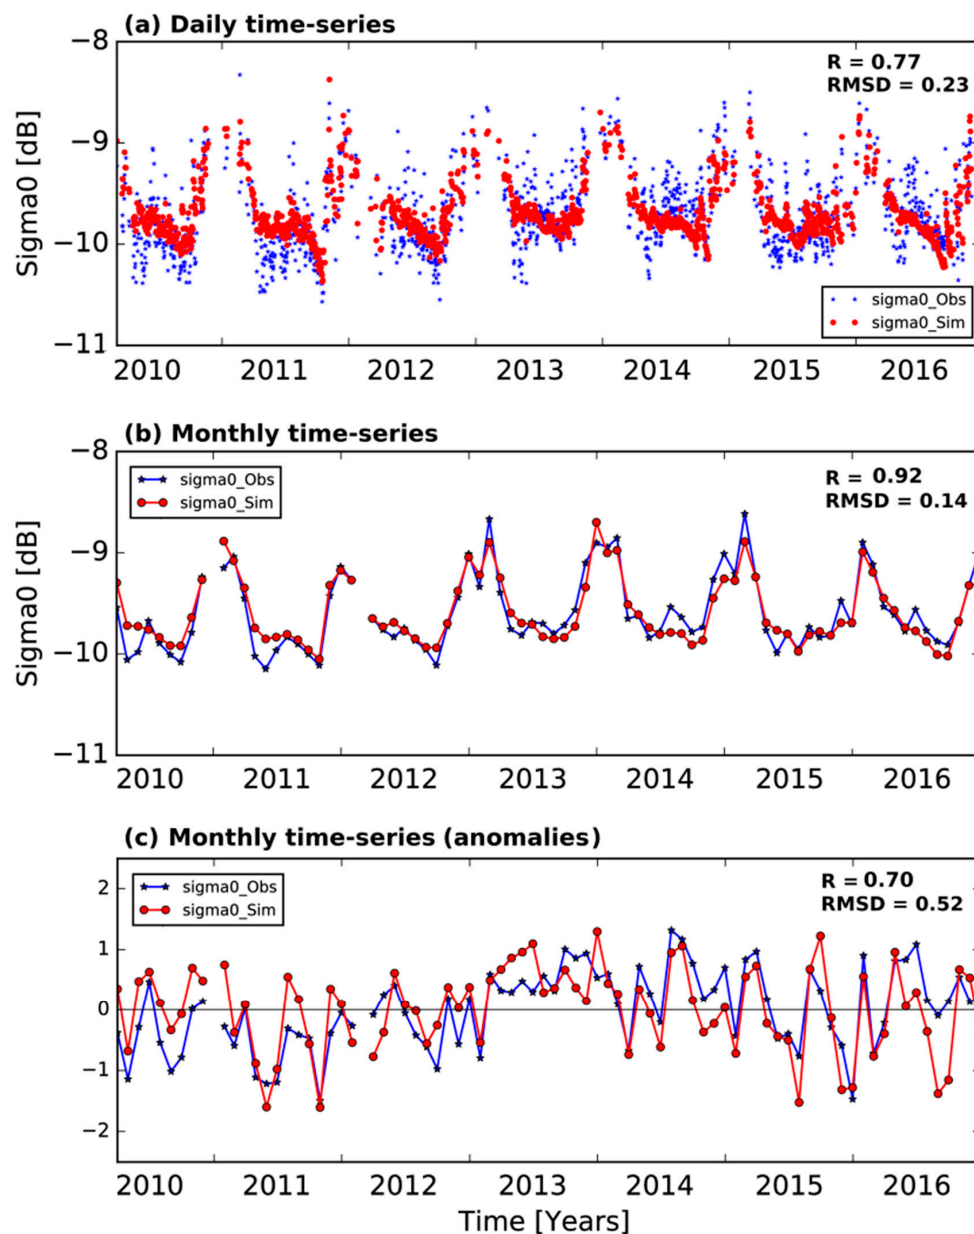 (a) Daily time-series
−8
R = 0.77
RMSD = 0.23
−9
Sigma0 [dB]
−10
sigma0_Obs
sigma0_Sim
−11
2010 2011 2012 2013 2014 2015 2016
(b) Monthly time-series
−8
sigma0_Obs
sigma0_Sim
R = 0.92
RMSD = 0.14
−9
Sigma0 [dB]
−10
−11
2010 2011 2012 2013 2014 2015 2016
(c) Monthly time-series (anomalies)
2
sigma0_Obs
sigma0_Sim
R = 0.70
RMSD = 0.52
1
0
−1
−2
2010 2011 2012 2013 2014 2015 2016
Time [Years]